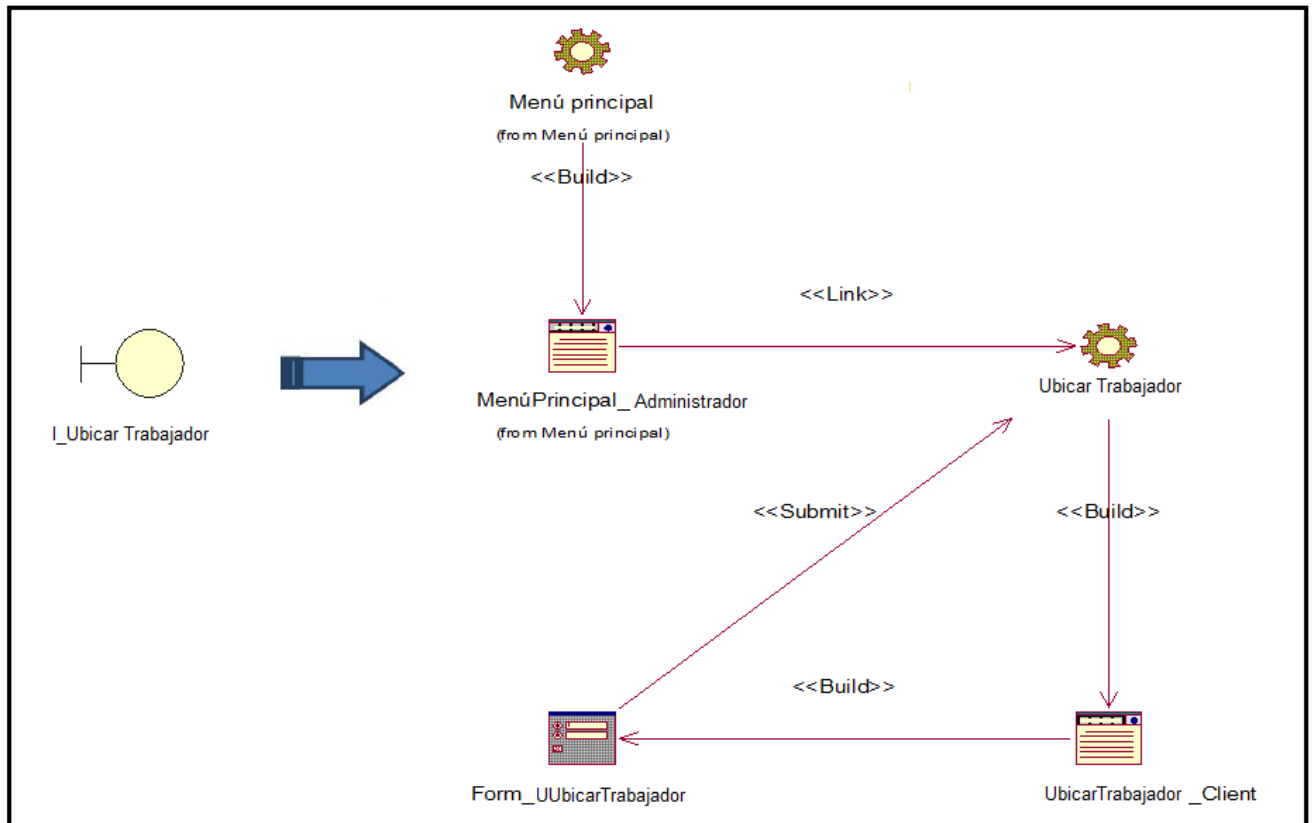 Menú principal
(from Menú principal)
<<Build>>
<<Link>>
I_Ubicar Trabajador
MenúPrincipal_ Administrador
(from Menú principal)
Ubicar Trabajador
<<Submit>>
<<Build>>
<<Build>>
Form_UUbicarTrabajador
UbicarTrabajador _Client